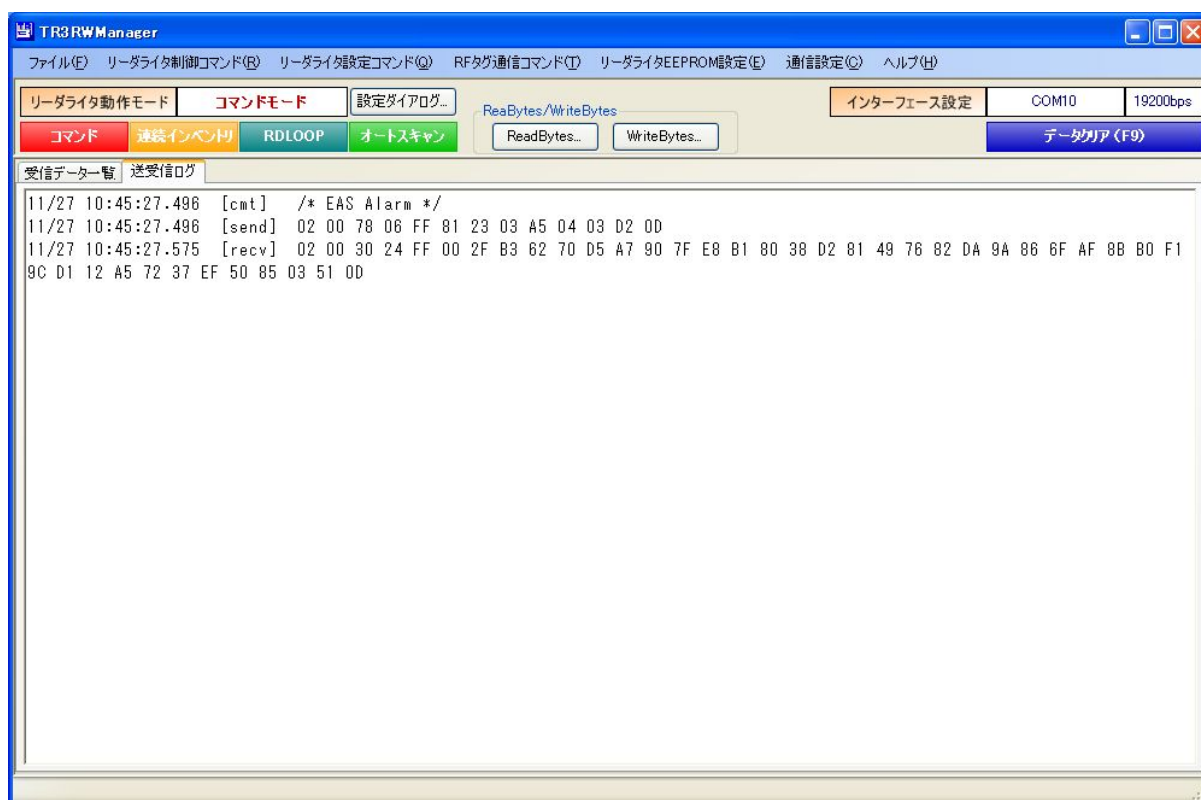 TR3RWManager
ファイル(F) リーダライタ制御コマンド(R) リーダライタ設定コマンド(Q) RFタグ通信コマンド(T) リーダライタEEPROM設定(E) 通信設定(C) ヘルプ(H)
リーダライタ動作モード コマンドモード 設定ダイアログ... ReaBytes/WriteBytes インターフェース設定 COM10 19200bps
コマンド 連続インベントリ RDLOOP オートスキャン ReadBytes... WriteBytes... データクリア(F9)
受信データ一覧 送受信ログ
11/27 10:45:27.496 [cmt] /* EAS Alarm */
11/27 10:45:27.496 [send] 02 00 78 06 FF 81 23 03 A5 04 03 D2 0D
11/27 10:45:27.575 [recv] 02 00 30 24 FF 00 2F B3 62 70 D5 A7 90 7F E8 B1 80 38 D2 81 49 76 82 DA 9A 86 6F AF 8B B0 F1
9C D1 12 A5 72 37 EF 50 85 03 51 0D